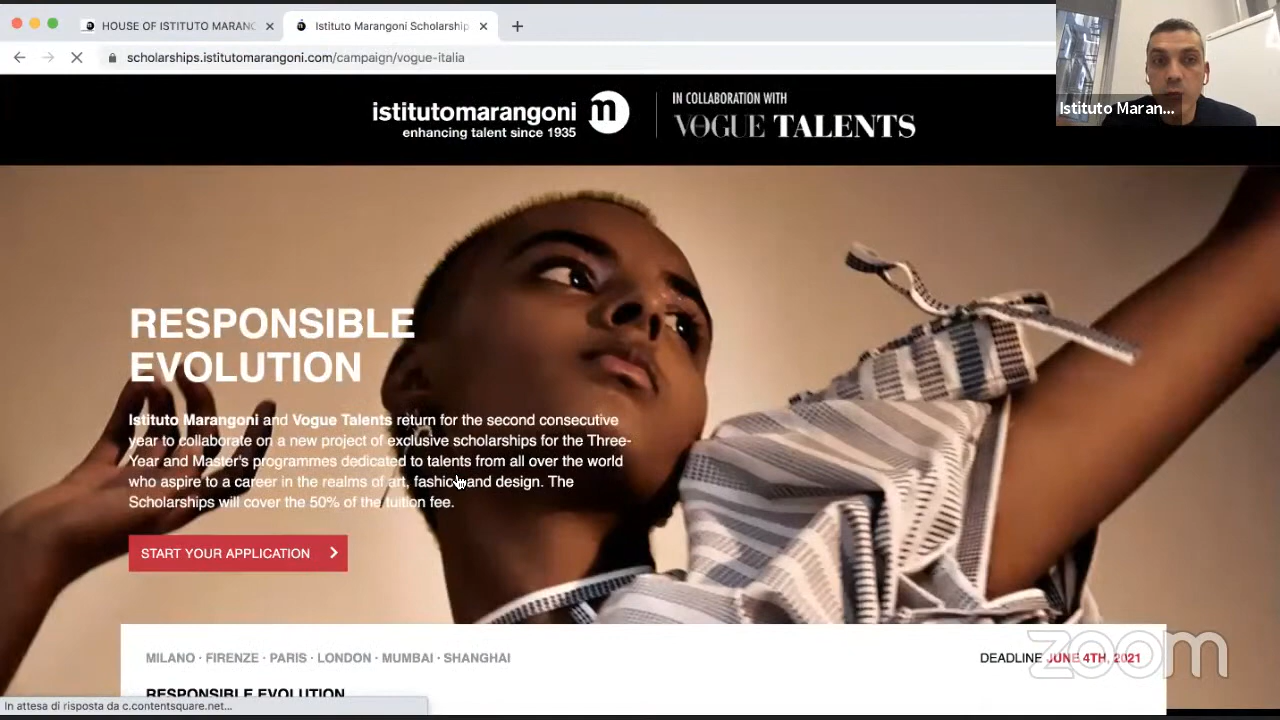 HOUSE OF ISTITUTO MARANG
Istituto Marangoni Scholarship
scholarships.istitutomarangoni.com/campaign/vogue-italia
istitutomarangoni m
enhancing talent since 1935
IN COLLABORATION WITH
VOGUE TALENTS
Istituto Maran...
RESPONSIBLE
EVOLUTION
Istituto Marangoni and Vogue Talents return for the second consecutive
year to collaborate on a new project of exclusive scholarships for the Three-
Year and Master's programmes dedicated to talents from all over the world
who aspire to a career in the realms of art, fashion and design. The
Scholarships will cover the 50% of the tuition fee.
START YOUR APPLICATION
MILANO · FIRENZE · PARIS · LONDON · MUMBAI · SHANGHAI
DEADLINE JUNE 4TH, 2021
zoom
RESPONSIBLE EVOLUTION
In attesa di risposta da c.contentsquare.net...